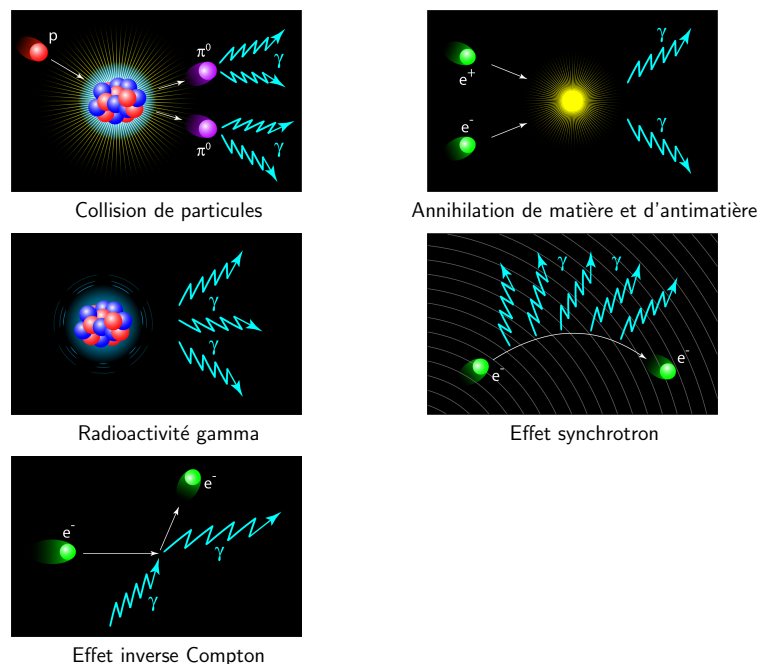 p
π⁰
γ
π⁰
γ
Collision de particules
e⁺
e⁻
γ
γ
Annihilation de matière et d'antimatière
γ
γ
Radioactivité gamma
γ
γ
e⁻
e⁻
Effet synchrotron
e⁻
e⁻
γ
γ
Effet inverse Compton